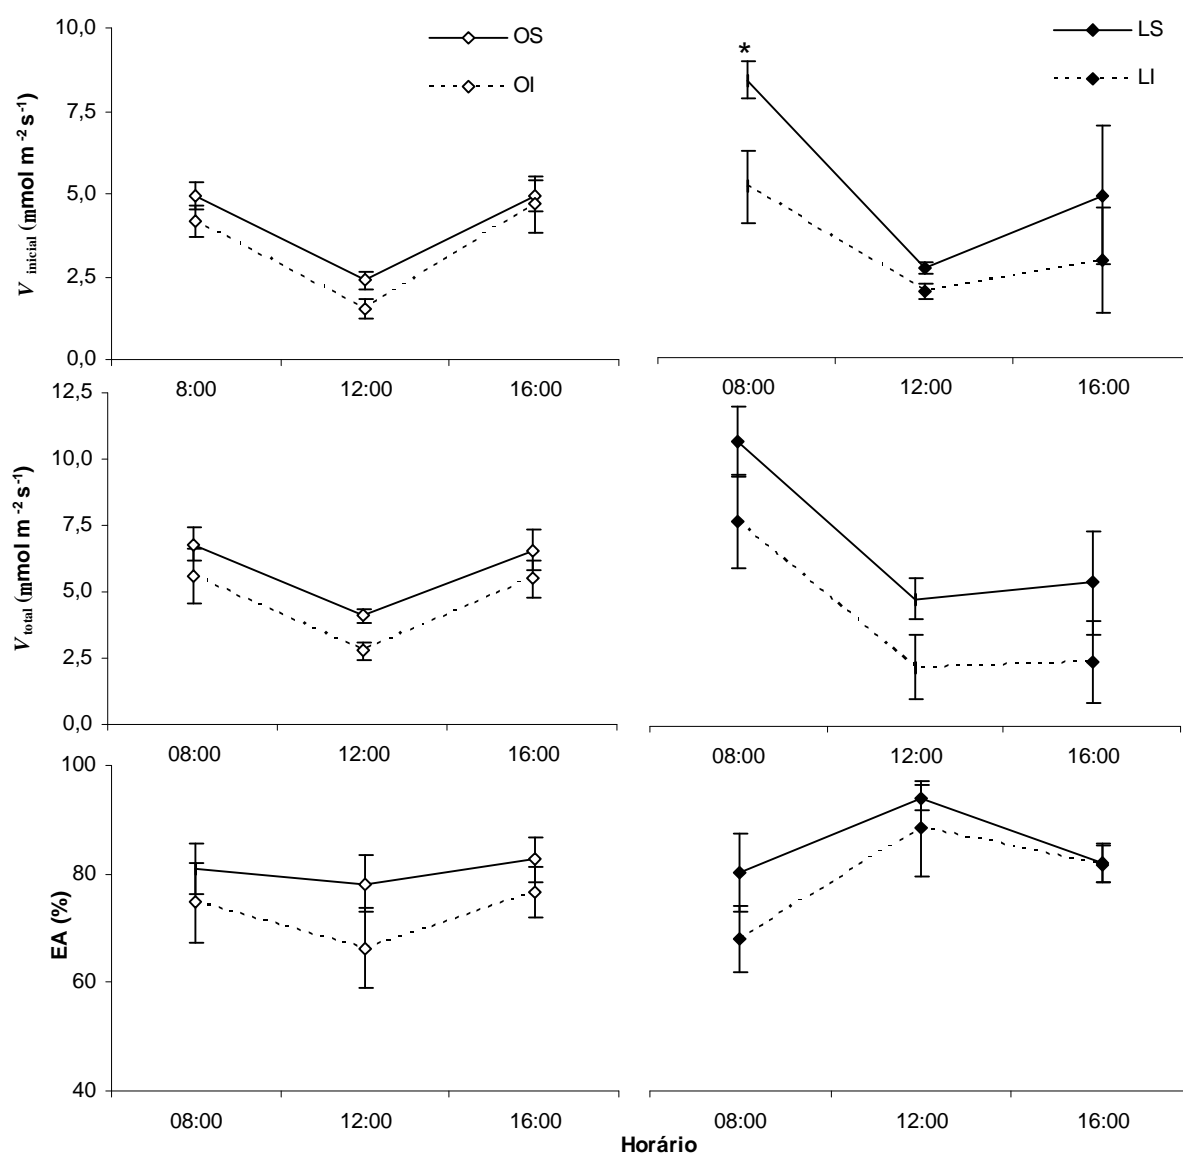 10,0
7,5
5,0
2,5
0,0
V inicial (mmol m -2 s-1)
OS
OI
8:00 12:00 16:00
*
LS
LI
08:00 12:00 16:00
12,5
10,0
7,5
5,0
2,5
0,0
V total (mmol m -2 s-1)
08:00 12:00 16:00
08:00 12:00 16:00
100
80
60
40
EA (%)
08:00 12:00 16:00
08:00 12:00 16:00
Horário